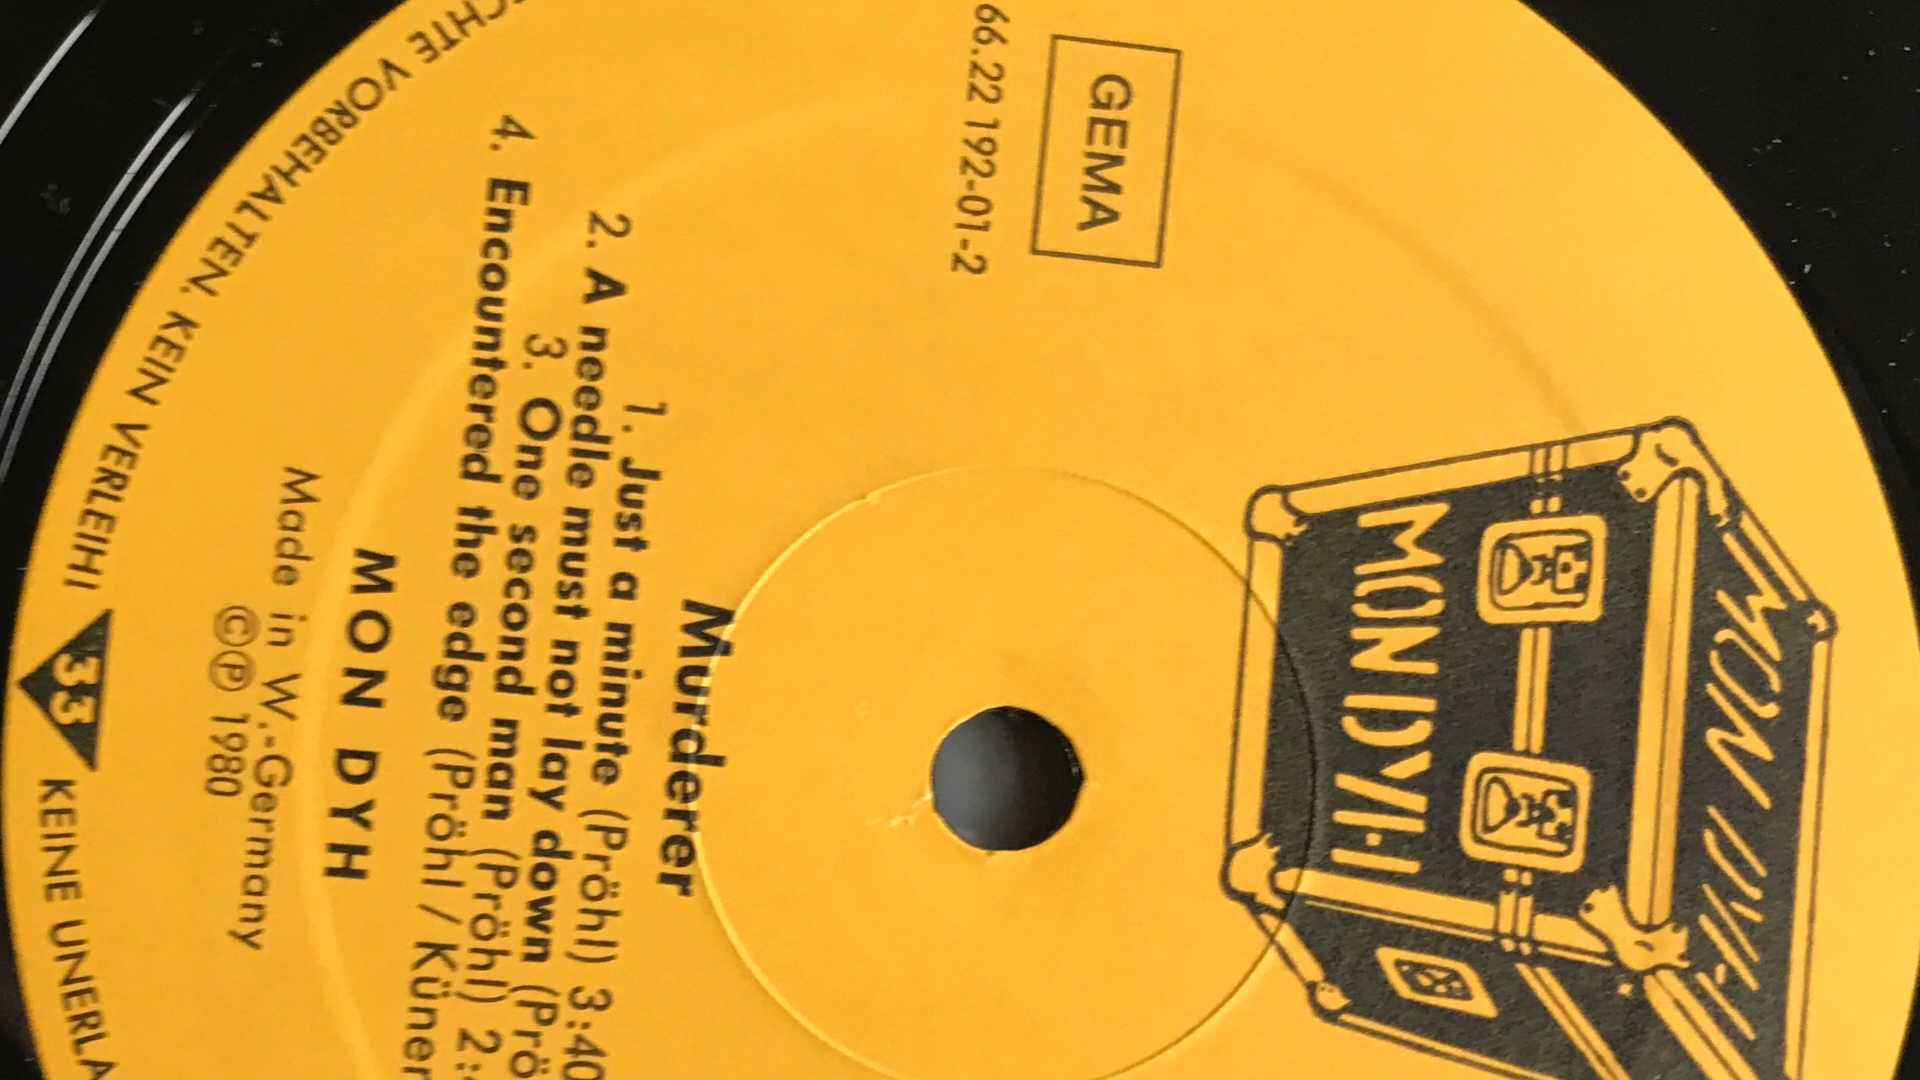 MON DYH
MON DYH
GEMA
66.22 192-01-2
Murderer
1. Just a minute (Pröhl) 3:40
2. A needle must not lay down (Prö
3. One second man (Pröhl) 2:
4. Encountered the edge (Pröhl / Küner
MON DYH
Made in W.-Germany
©℗ 1980
CHTE VORBEHALTEN. KEIN VERLEIH! 33 KEINE UNERLA